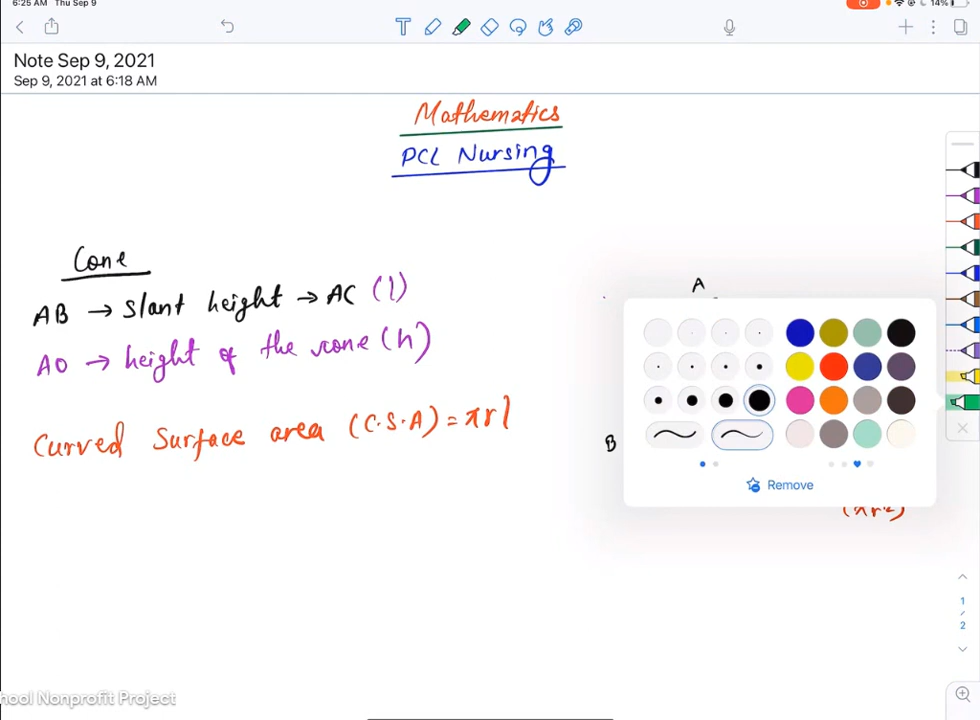 6:25 AM Thu Sep 9
14%
Note Sep 9, 2021
Sep 9, 2021 at 6:18 AM
Mathematics
PCL Nursing
Cone
AB → Slant height → AC (l)
AO → height of the cone (h)
Curved Surface area (C.S.A) = πrl
A
B
Remove
(πr²)
1
2
hool Nonprofit Project